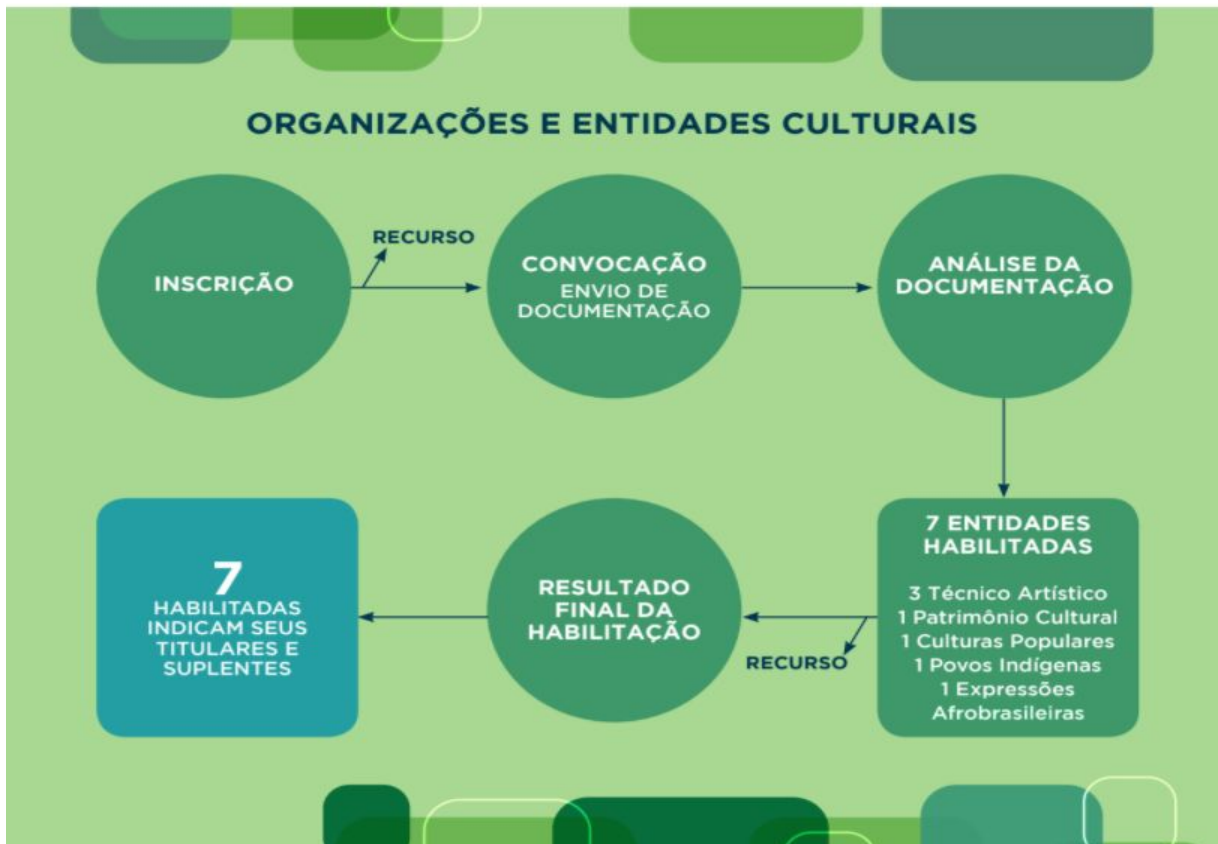 ORGANIZAÇÕES E ENTIDADES CULTURAIS
INSCRIÇÃO
RECURSO
CONVOCAÇÃO
ENVIO DE
DOCUMENTAÇÃO
ANÁLISE DA
DOCUMENTAÇÃO
7 ENTIDADES
HABILITADAS
3 Técnico Artístico
1 Patrimônio Cultural
1 Culturas Populares
1 Povos Indígenas
1 Expressões
Afrobrasileiras
RECURSO
RESULTADO
FINAL DA
HABILITAÇÃO
7
HABILITADAS
INDICAM SEUS
TITULARES E
SUPLENTES